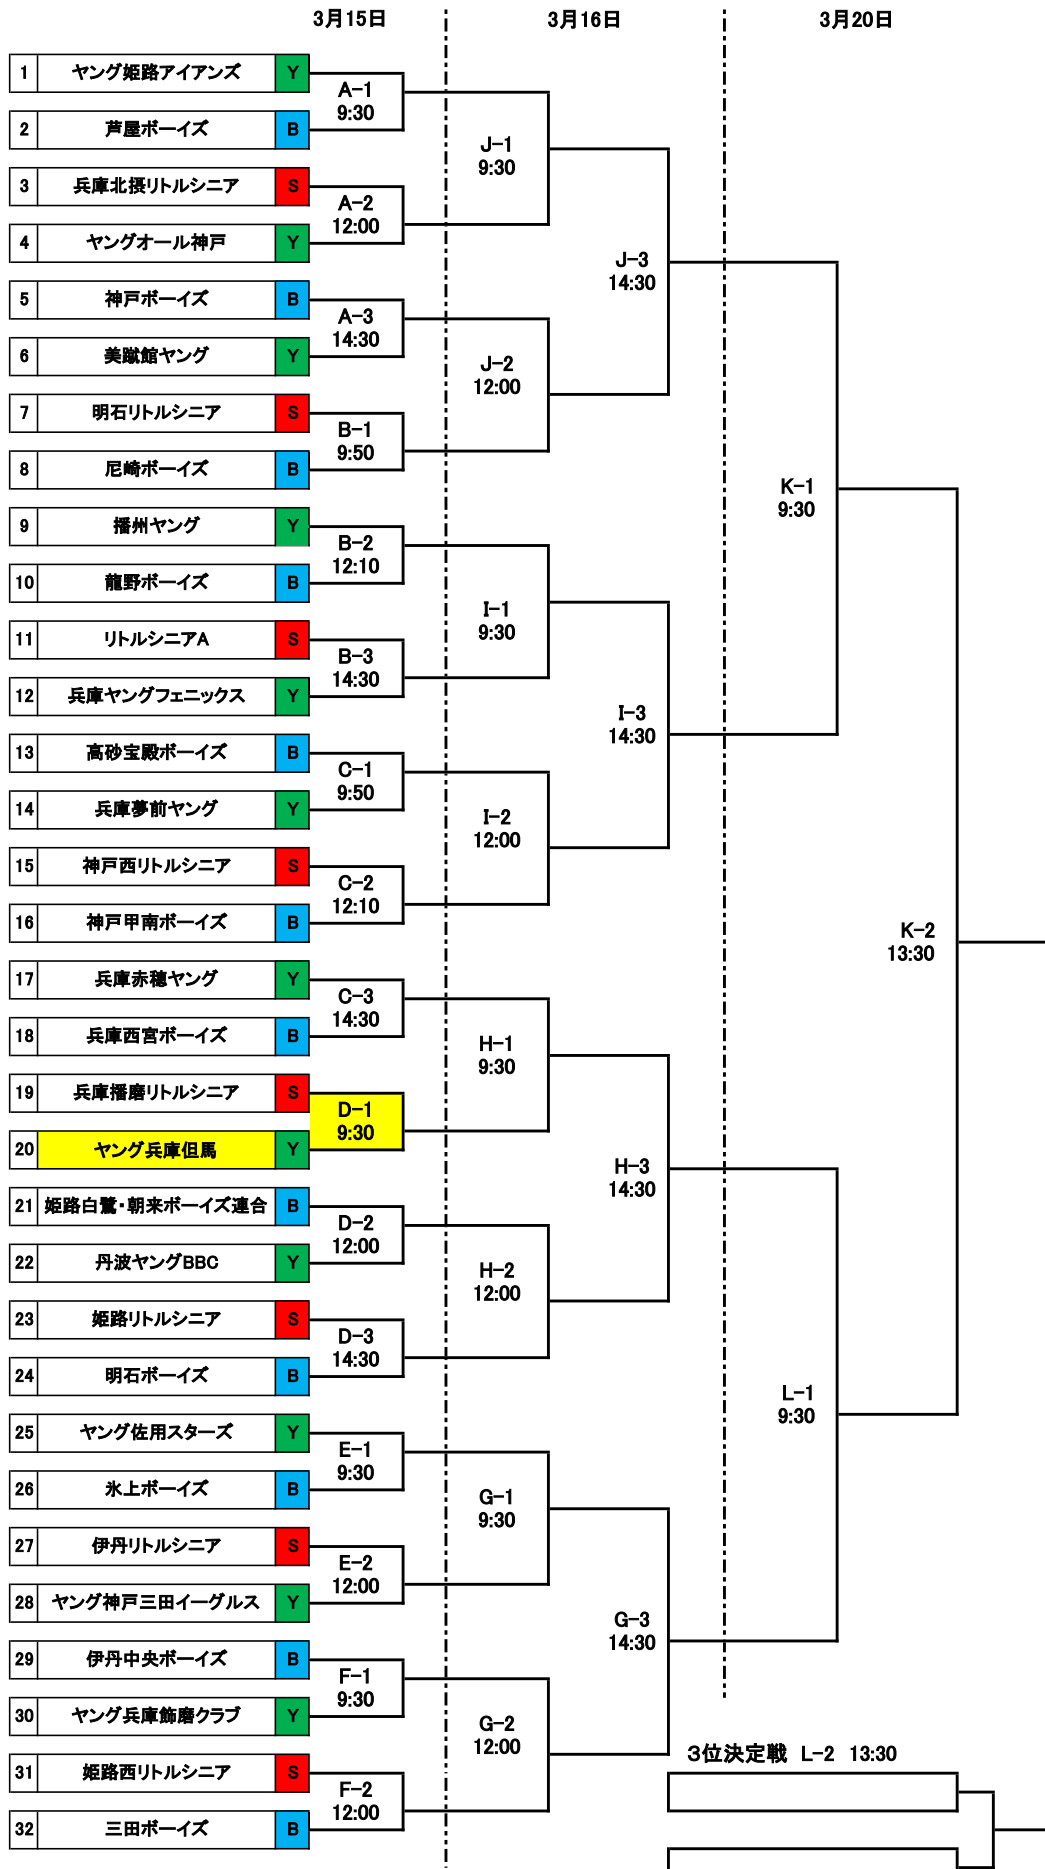 3月15日 3月16日 3月20日
1 ヤング姫路アイアンズ Y
A-1
9:30
2 芦屋ボーイズ B
J-1
9:30
3 兵庫北摂リトルシニア S
A-2
12:00
4 ヤングオール神戸 Y
J-3
14:30
5 神戸ボーイズ B
A-3
14:30
6 美蹴館ヤング Y
J-2
12:00
7 明石リトルシニア S
B-1
9:50
8 尼崎ボーイズ B
K-1
9:30
9 播州ヤング Y
B-2
12:10
10 龍野ボーイズ B
I-1
9:30
11 リトルシニアA S
B-3
14:30
12 兵庫ヤングフェニックス Y
I-3
14:30
13 高砂宝殿ボーイズ B
C-1
9:50
14 兵庫夢前ヤング Y
I-2
12:00
15 神戸西リトルシニア S
C-2
12:10
16 神戸甲南ボーイズ B
K-2
13:30
17 兵庫赤穂ヤング Y
C-3
14:30
18 兵庫西宮ボーイズ B
H-1
9:30
19 兵庫播磨リトルシニア S
D-1
9:30
20 ヤング兵庫但馬 Y
H-3
14:30
21 姫路白鷺・朝来ボーイズ連合 B
D-2
12:00
22 丹波ヤングBBC Y
H-2
12:00
23 姫路リトルシニア S
D-3
14:30
24 明石ボーイズ B
L-1
9:30
25 ヤング佐用スターズ Y
E-1
9:30
26 氷上ボーイズ B
G-1
9:30
27 伊丹リトルシニア S
E-2
12:00
28 ヤング神戸三田イーグルス Y
G-3
14:30
29 伊丹中央ボーイズ B
F-1
9:30
30 ヤング兵庫飾磨クラブ Y
G-2
12:00
3位決定戦 L-2 13:30
31 姫路西リトルシニア S
F-2
12:00
32 三田ボーイズ B